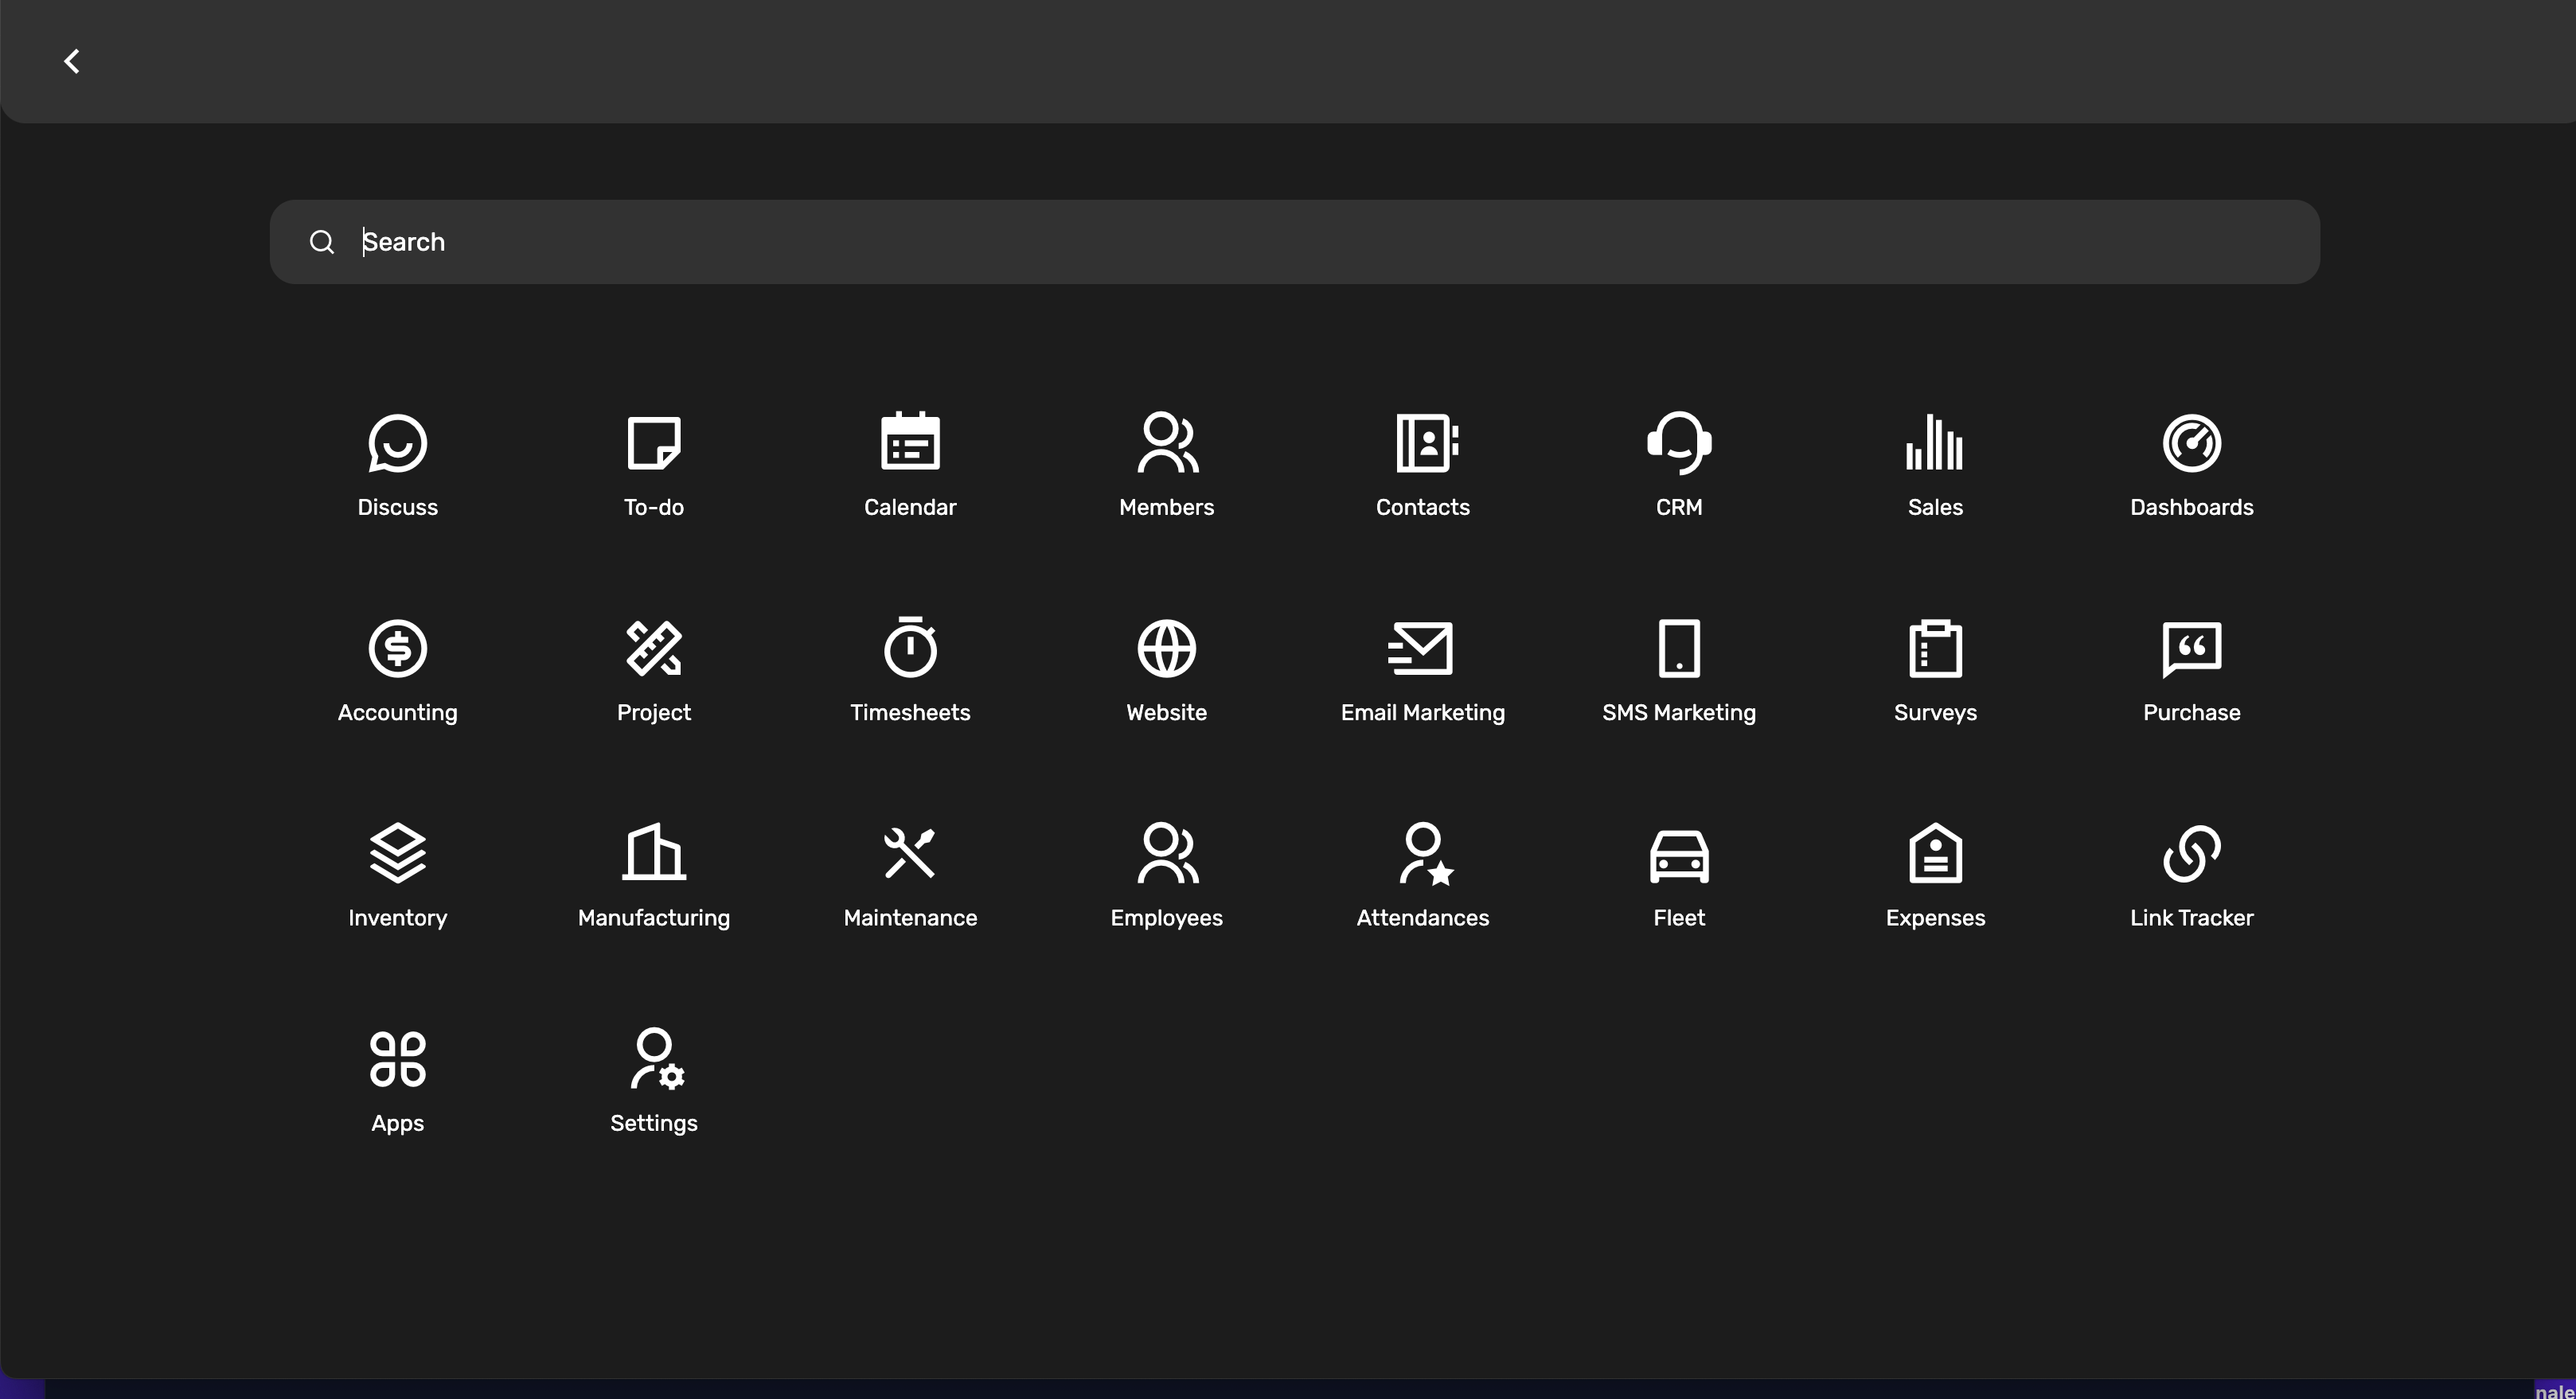 Search
Discuss
To-do
Calendar
Members
Contacts
CRM
Sales
Dashboards
Accounting
Project
Timesheets
Website
Email Marketing
SMS Marketing
Surveys
Purchase
Inventory
Manufacturing
Maintenance
Employees
Attendances
Fleet
Expenses
Link Tracker
Apps
Settings
nale